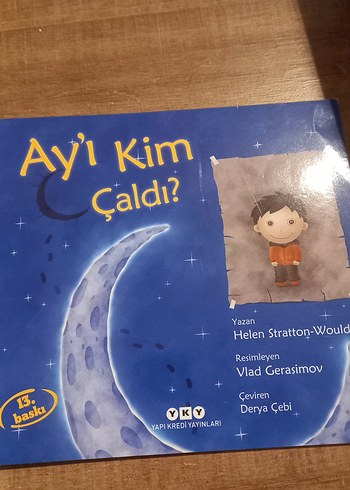 Ay'ı Kim
Çaldı?
Yazan
Helen Stratton-Would
Resimleyen
Vlad Gerasimov
Çeviren
Derya Çebi
13.
baskı
YKY
YAPI KREDİ YAYINLARI